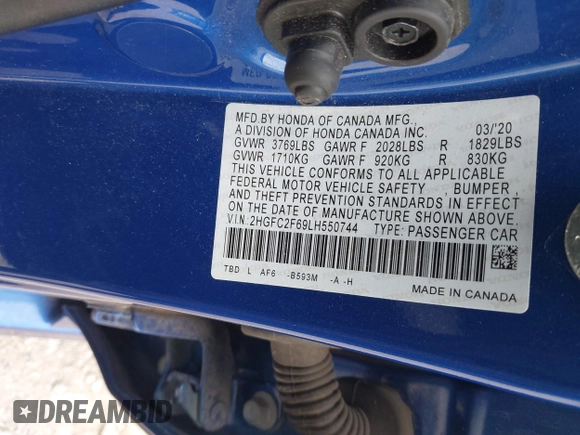 MFD.BY HONDA OF CANADA MFG.,
A DIVISION OF HONDA CANADA INC. 03/'20
GVWR 3769LBS GAWR F 2028LBS R 1829LBS
GVWR 1710KG GAWR F 920KG R 830KG
THIS VEHICLE CONFORMS TO ALL APPLICABLE
FEDERAL MOTOR VEHICLE SAFETY , BUMPER ,
AND THEFT PREVENTION STANDARDS IN EFFECT
ON THE DATE OF MANUFACTURE SHOWN ABOVE.
V.I.N. 2HGFC2F69LH550744 TYPE: PASSENGER CAR
TBD L AF6 -B593M -A -H
MADE IN CANADA
DREAMBID